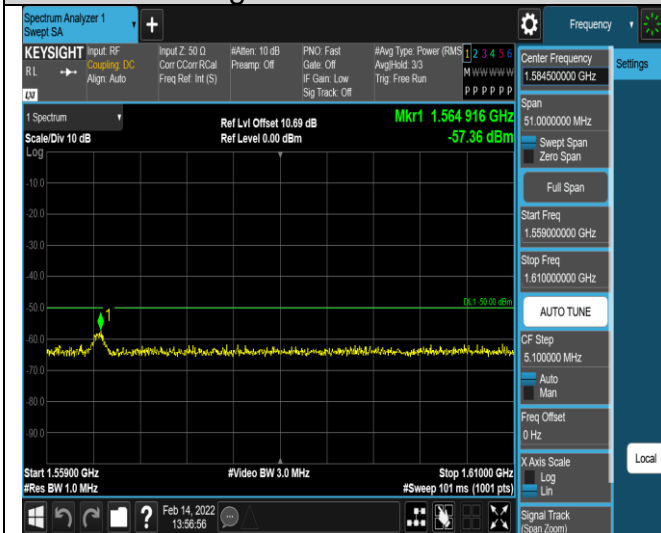 Spectrum Analyzer 1
Swept SA
+
Frequency
KEYSIGHT
RL
Input: RF
Coupling: DC
Align: Auto
Input Z: 50 Ω
Corr CCorr RCal
Freq Ref: Int (S)
#Atten: 10 dB
Preamp: Off
PNO: Fast
Gate: Off
IF Gain: Low
Sig Track: Off
#Avg Type: Power (RMS
Avg|Hold: 3/3
Trig: Free Run
1 2 3 4 5 6
M W W W W W
P P P P P P
LXI
1 Spectrum
Scale/Div 10 dB
Log
Ref Lvl Offset 10.69 dB
Ref Level 0.00 dBm
Mkr1 1.564 916 GHz
-57.36 dBm
-10.0
-20.0
-30.0
-40.0
-50.0
-60.0
-70.0
-80.0
-90.0
DL1 -50.00 dBm
1
Start 1.55900 GHz
#Res BW 1.0 MHz
#Video BW 3.0 MHz
Stop 1.61000 GHz
#Sweep 101 ms (1001 pts)
?
Feb 14, 2022
13:56:56
Center Frequency
1.584500000 GHz
Settings
Span
51.0000000 MHz
Swept Span
Zero Span
Full Span
Start Freq
1.559000000 GHz
Stop Freq
1.610000000 GHz
AUTO TUNE
CF Step
5.100000 MHz
Auto
Man
Freq Offset
0 Hz
X Axis Scale
Log
Lin
Local
Signal Track
(Span Zoom)